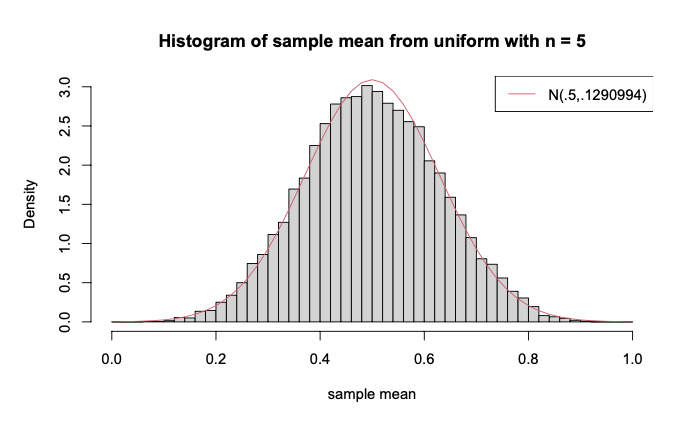 Histogram of sample mean from uniform with n = 5
N(.5,.1290994)
Density
3.0
2.5
2.0
1.5
1.0
0.5
0.0
0.0 0.2 0.4 0.6 0.8 1.0
sample mean